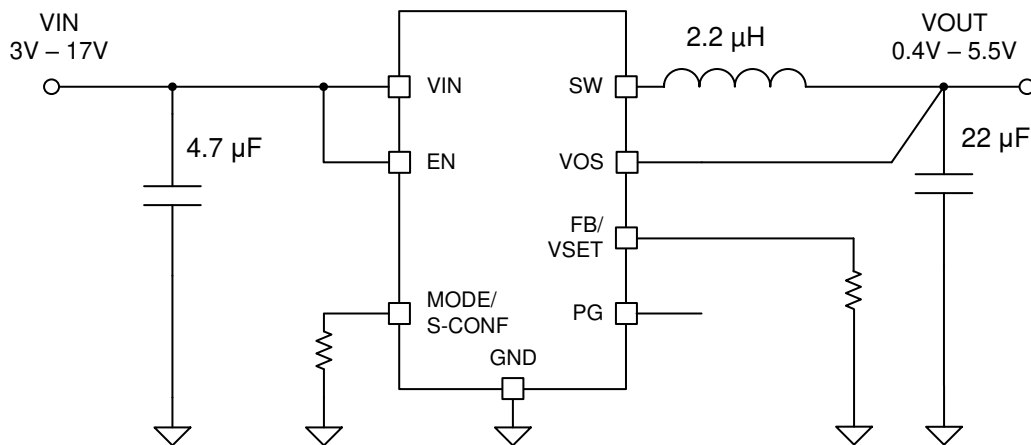 VIN
3V – 17V
4.7 µF
VIN
EN
MODE/
S-CONF
GND
SW
VOS
FB/
VSET
PG
2.2 µH
VOUT
0.4V – 5.5V
22 µF